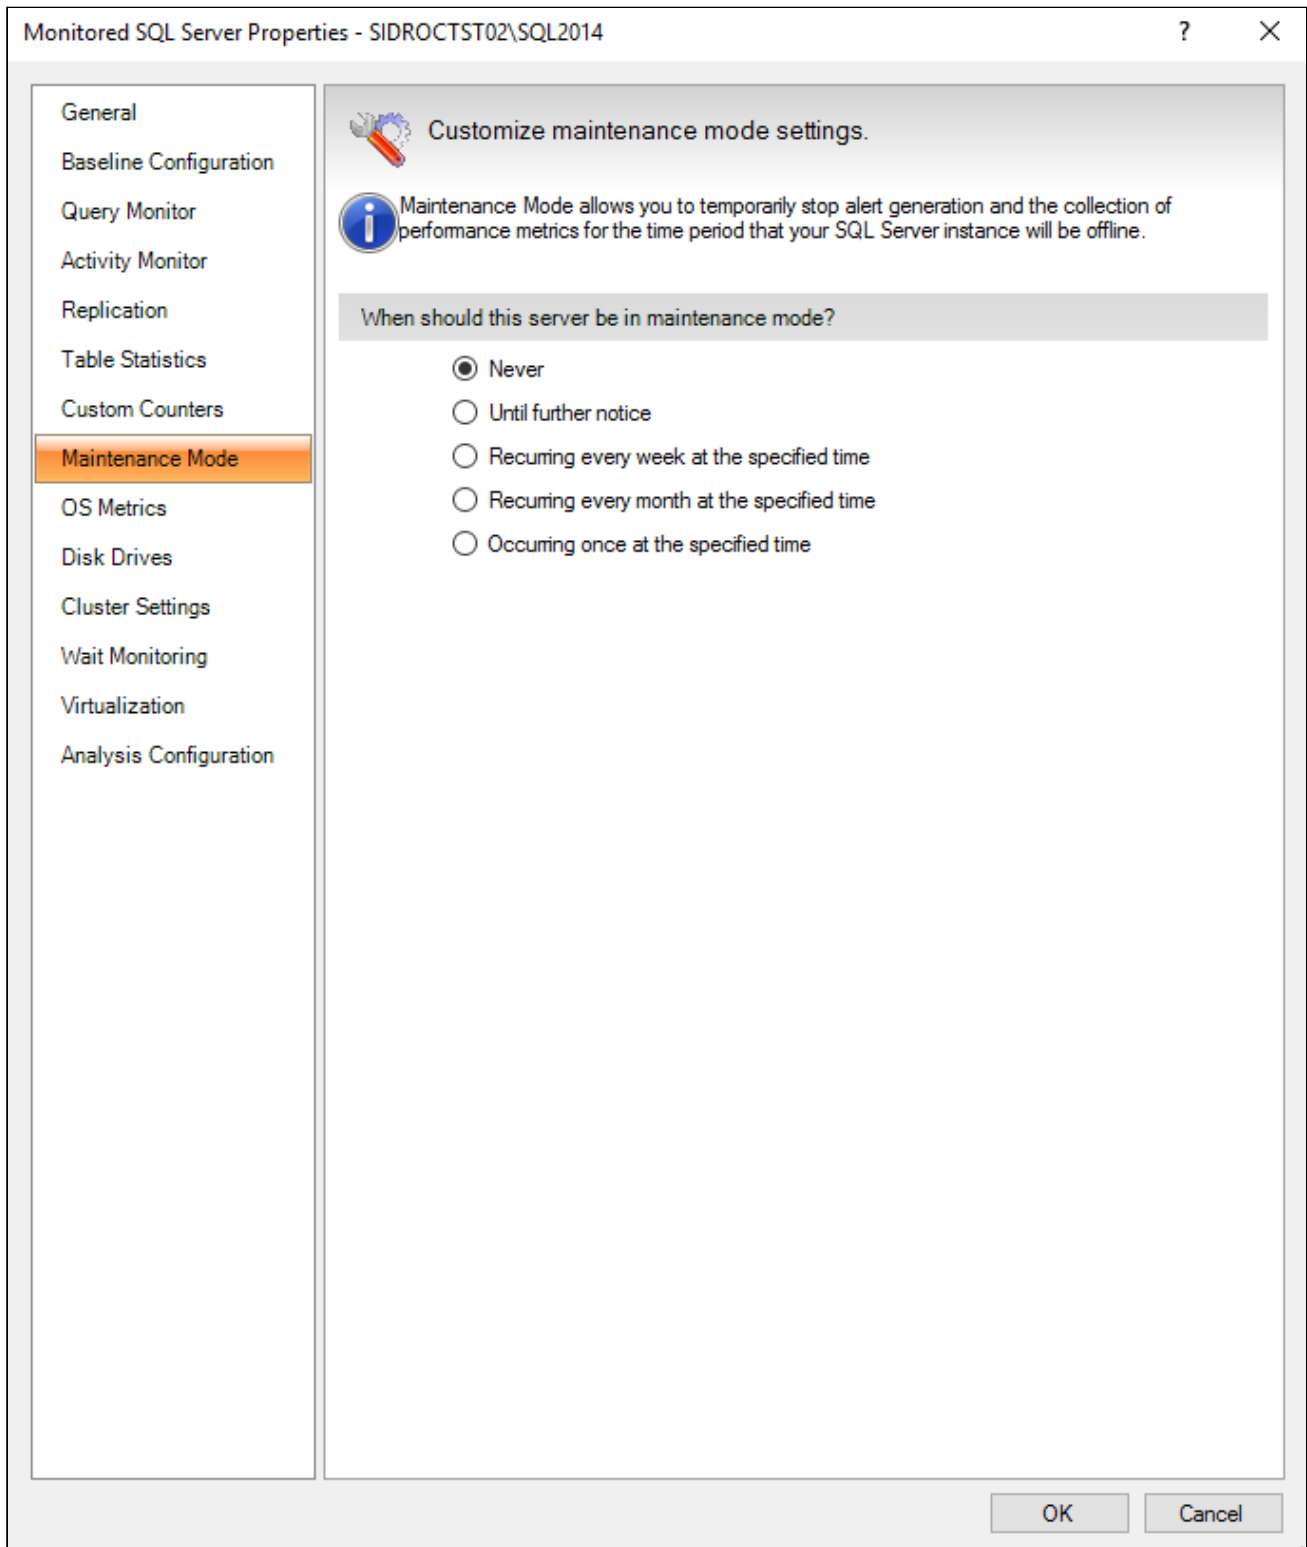 Monitored SQL Server Properties - SIDROCTST02\SQL2014
?
General
Baseline Configuration
Query Monitor
Activity Monitor
Replication
Table Statistics
Custom Counters
Maintenance Mode
OS Metrics
Disk Drives
Cluster Settings
Wait Monitoring
Virtualization
Analysis Configuration
Customize maintenance mode settings.
Maintenance Mode allows you to temporarily stop alert generation and the collection of
performance metrics for the time period that your SQL Server instance will be offline.
When should this server be in maintenance mode?
Never
Until further notice
Recurring every week at the specified time
Recurring every month at the specified time
Occurring once at the specified time
OK
Cancel